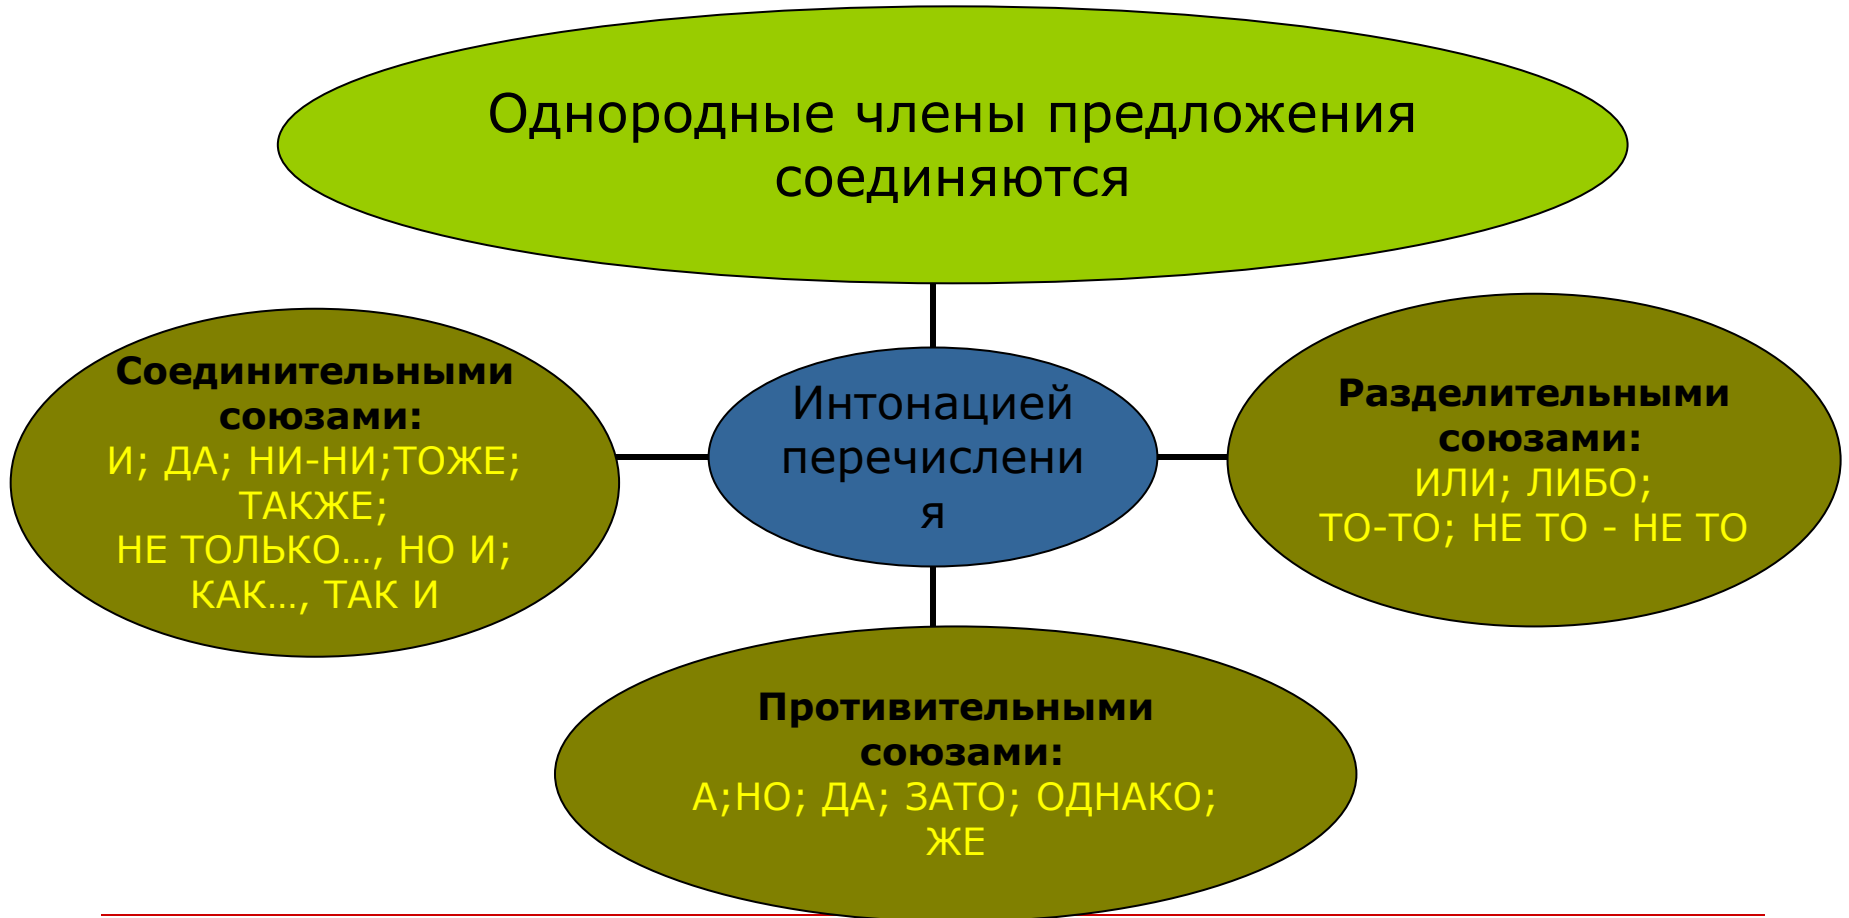 Однородные члены предложения
соединяются
Соединительными
союзами:
И; ДА; НИ-НИ;ТОЖЕ;
ТАКЖЕ;
НЕ ТОЛЬКО…, НО И;
КАК…, ТАК И
Интонацией
перечислени
я
Разделительными
союзами:
ИЛИ; ЛИБО;
ТО-ТО; НЕ ТО - НЕ ТО
Противительными
союзами:
А;НО; ДА; ЗАТО; ОДНАКО;
ЖЕ